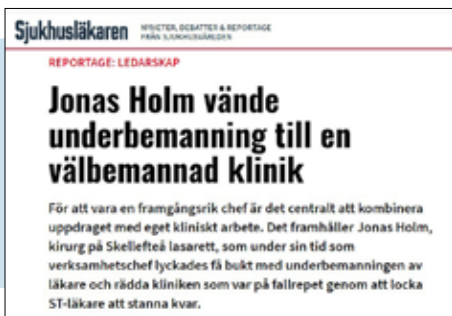 Sjukhusläkaren
NYHETER, DEBATTER & REPORTAGE
FRÅN SJUKHUSVÄRLDEN
REPORTAGE: LEDARSKAP
Jonas Holm vände
underbemanning till en
välbemannad klinik
För att vara en framgångsrik chef är det centralt att kombinera
uppdraget med eget kliniskt arbete. Det framhåller Jonas Holm,
kirurg på Skellefteå lasarett, som under sin tid som
verksamhetschef lyckades få bukt med underbemanningen av
läkare och rädda kliniken som var på fallrepet genom att locka
ST-läkare att stanna kvar.